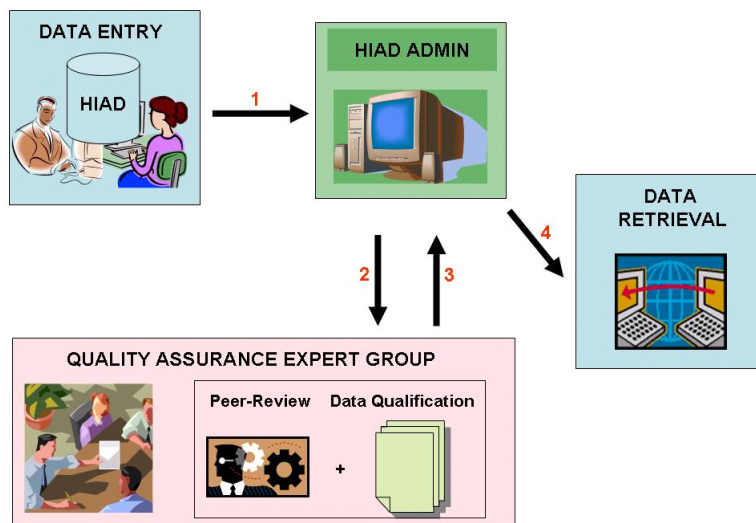 DATA ENTRY
HIAD
1
HIAD ADMIN
DATA
RETRIEVAL
4
2
3
QUALITY ASSURANCE EXPERT GROUP
Peer-Review
Data Qualification
+